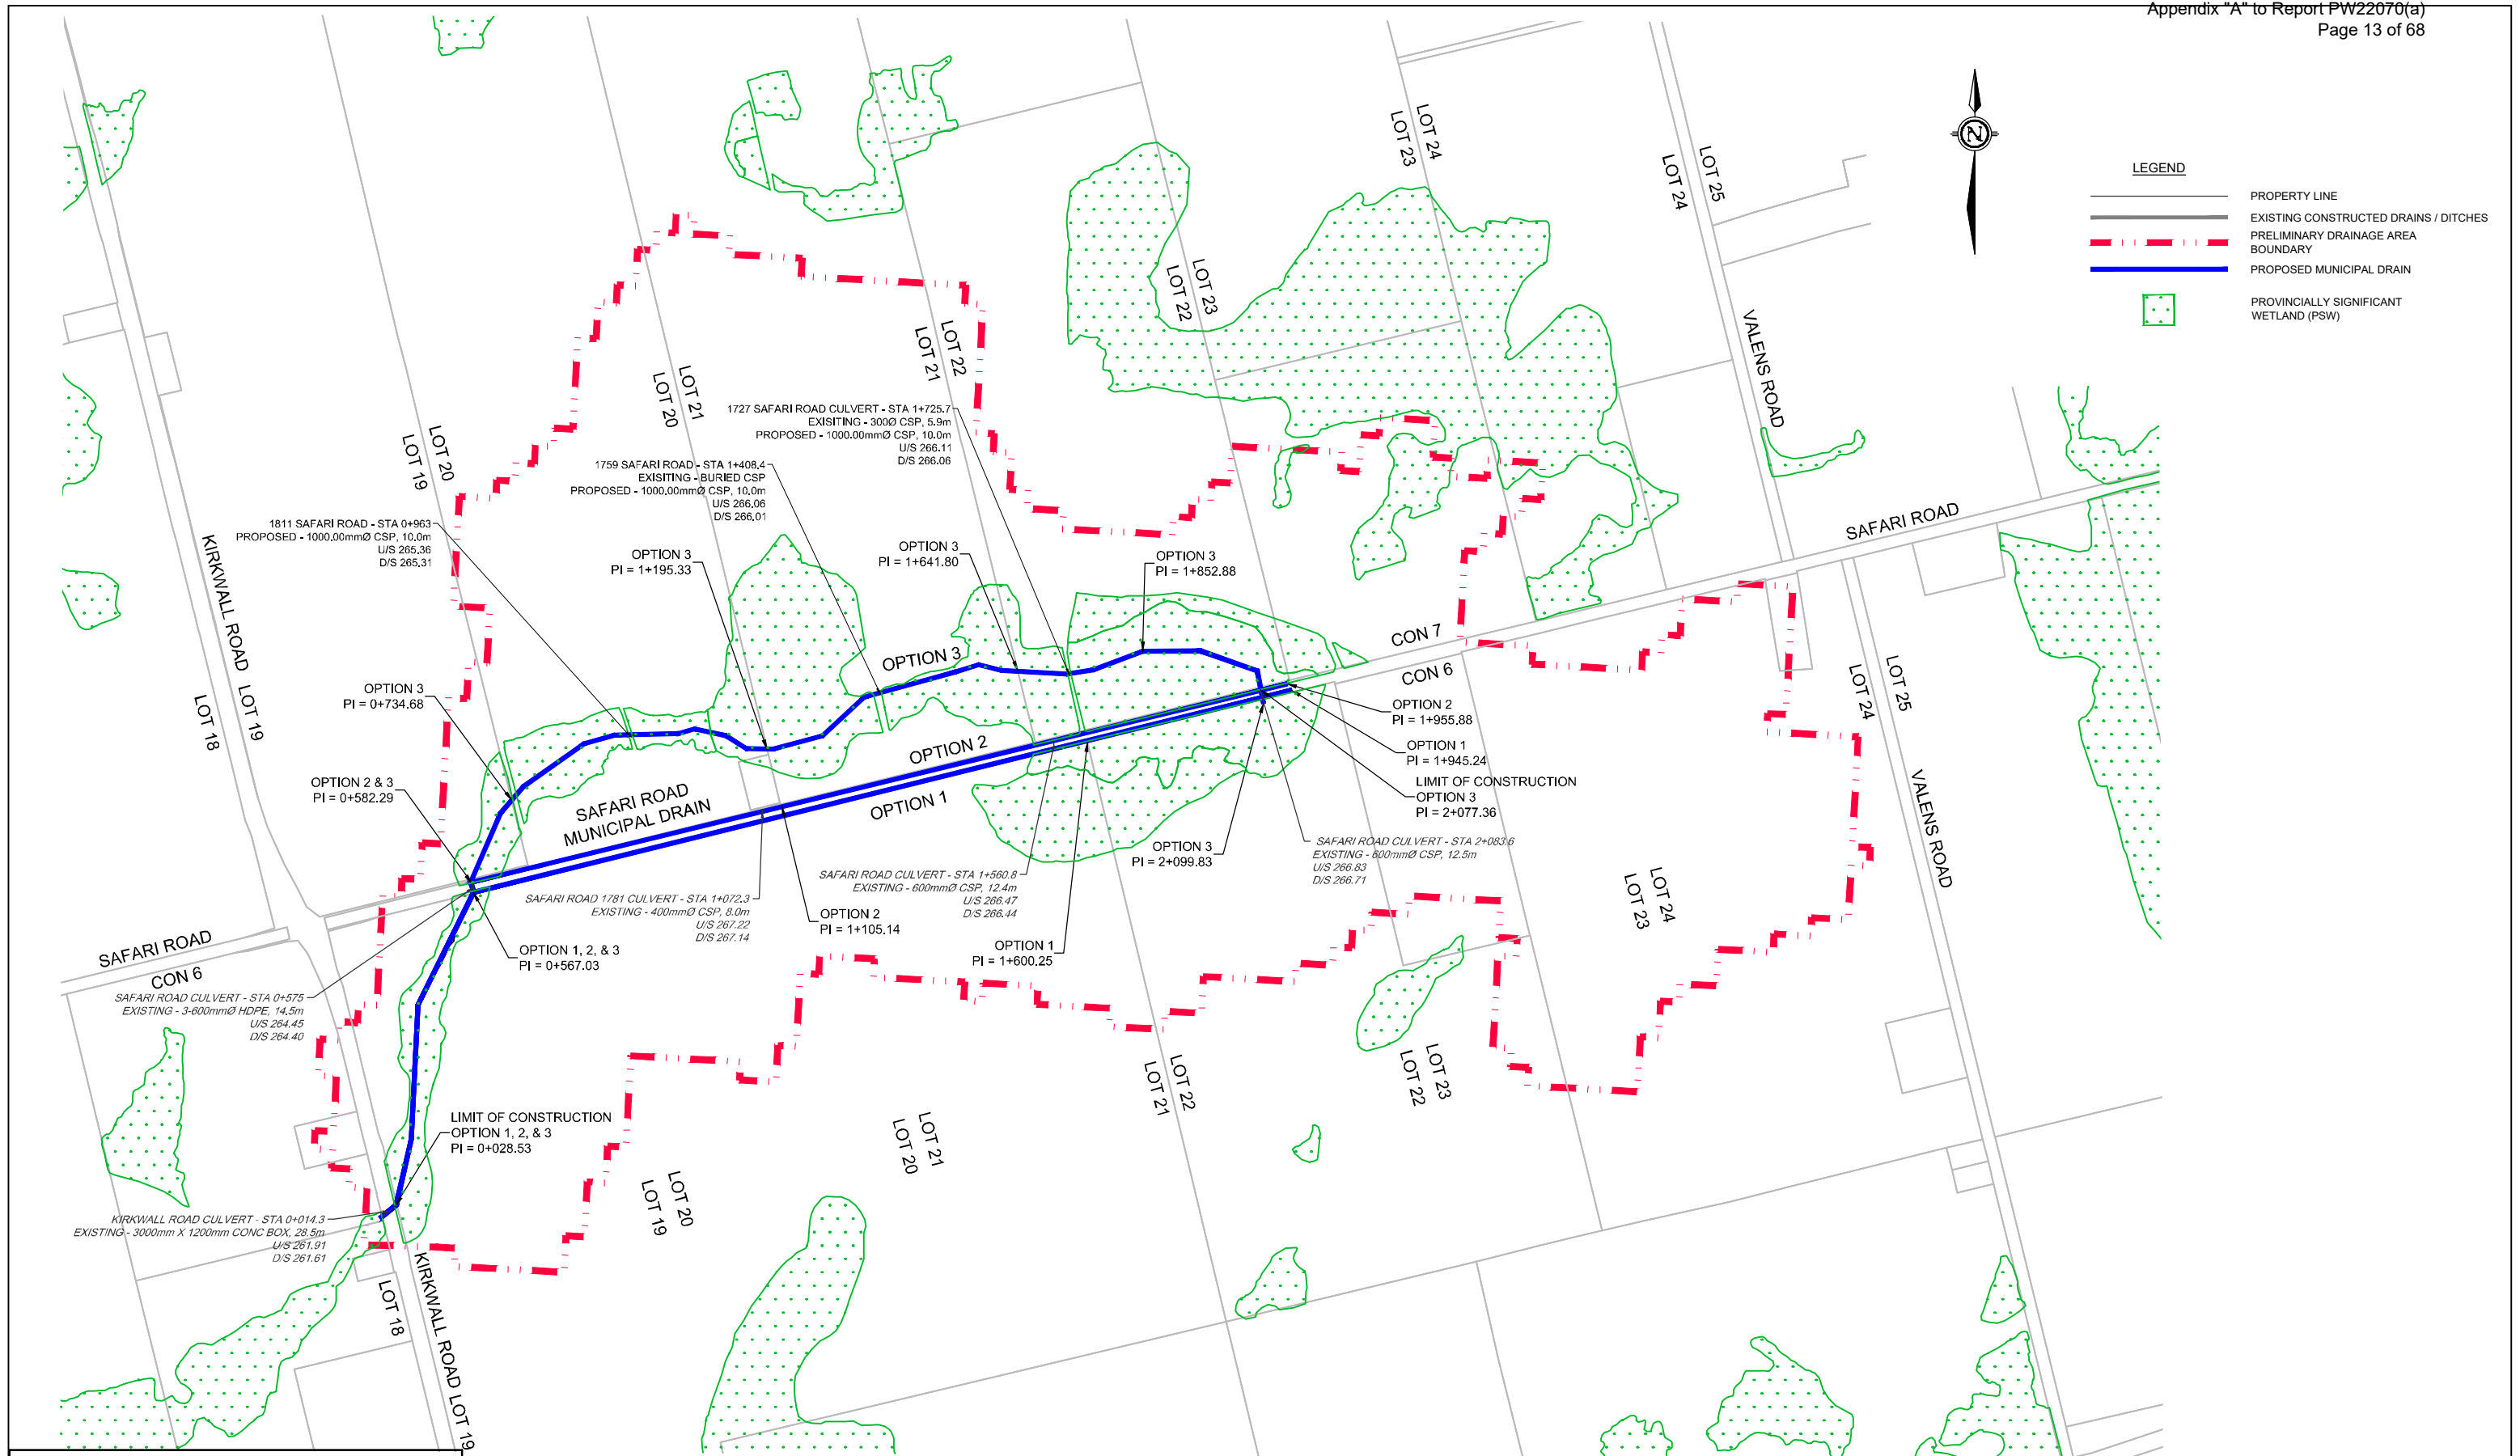 Appendix "A" to Report PW22070(a)
Page 13 of 68
N
LEGEND
PROPERTY LINE
EXISTING CONSTRUCTED DRAINS / DITCHES
PRELIMINARY DRAINAGE AREA
BOUNDARY
PROPOSED MUNICIPAL DRAIN
PROVINCIALLY SIGNIFICANT
WETLAND (PSW)
LOT 23
LOT 24
LOT 24
LOT 25
LOT 22
LOT 23
LOT 21
LOT 22
LOT 20
LOT 21
LOT 19
LOT 20
VALENS ROAD
SAFARI ROAD
1727 SAFARI ROAD CULVERT - STA 1+725.7
EXISITING - 300Ø CSP, 5.9m
PROPOSED - 1000.00mmØ CSP, 10.0m
U/S 266.11
D/S 266.06
1759 SAFARI ROAD - STA 1+408.4
EXISITING - BURIED CSP
PROPOSED - 1000.00mmØ CSP, 10.0m
U/S 266.06
D/S 266.01
1811 SAFARI ROAD - STA 0+963
PROPOSED - 1000.00mmØ CSP, 10.0m
U/S 265.36
D/S 265.31
KIRKWALL ROAD
LOT 18
LOT 19
OPTION 3
PI = 1+195.33
OPTION 3
PI = 1+641.80
OPTION 3
PI = 1+852.88
OPTION 3
CON 7
CON 6
OPTION 3
PI = 0+734.68
OPTION 2 & 3
PI = 0+582.29
SAFARI ROAD
MUNICIPAL DRAIN
OPTION 2
OPTION 1
OPTION 2
PI = 1+955.88
OPTION 1
PI = 1+945.24
LIMIT OF CONSTRUCTION
OPTION 3
PI = 2+077.36
OPTION 3
PI = 2+099.83
SAFARI ROAD CULVERT - STA 2+083.6
EXISTING - 600mmØ CSP, 12.5m
U/S 266.83
D/S 266.71
LOT 24
LOT 25
VALENS ROAD
LOT 23
LOT 24
SAFARI ROAD CULVERT - STA 1+560.8
EXISTING - 600mmØ CSP, 12.4m
U/S 266.47
D/S 266.44
SAFARI ROAD 1781 CULVERT - STA 1+072.3
EXISTING - 400mmØ CSP, 8.0m
U/S 267.22
D/S 267.14
OPTION 2
PI = 1+105.14
OPTION 1
PI = 1+600.25
OPTION 1, 2, & 3
PI = 0+567.03
SAFARI ROAD
CON 6
SAFARI ROAD CULVERT - STA 0+575
EXISTING - 3-600mmØ HDPE, 14.5m
U/S 264.45
D/S 264.40
LIMIT OF CONSTRUCTION
OPTION 1, 2, & 3
PI = 0+028.53
LOT 21
LOT 22
LOT 22
LOT 23
LOT 20
LOT 21
LOT 19
LOT 20
KIRKWALL ROAD CULVERT - STA 0+014.3
EXISTING - 3000mm X 1200mm CONC BOX, 28.5m
U/S 261.91
D/S 261.61
LOT 18
KIRKWALL ROAD
LOT 19